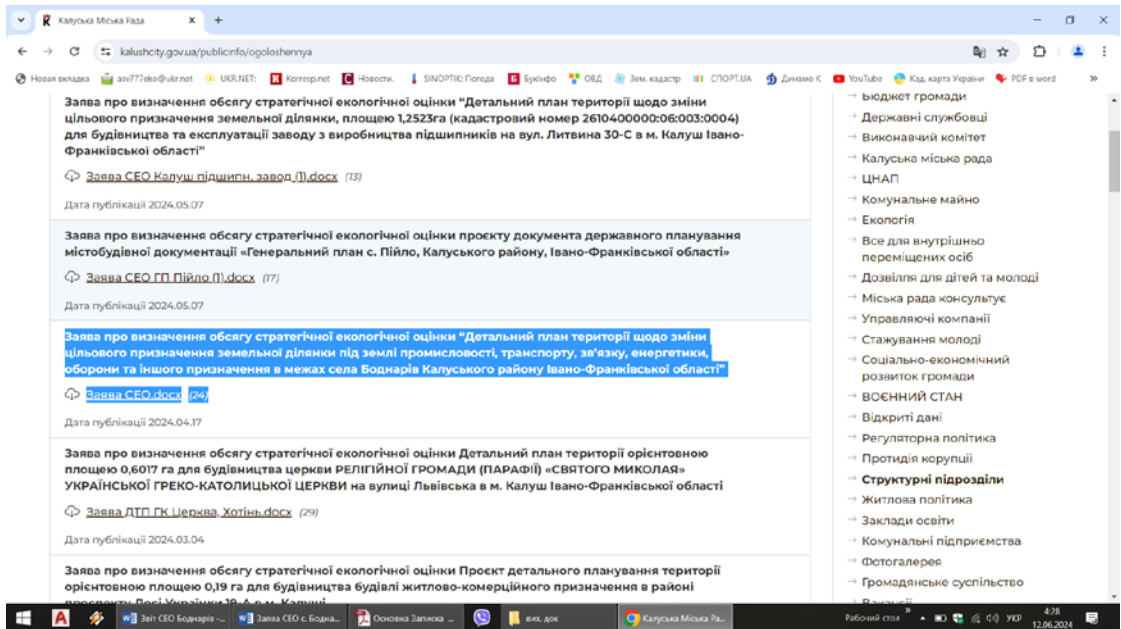 Калуська Міська Рада
kalushcity.gov.ua/publicinfo/ogoloshennya
Новая вкладка
asv777eko@ukr.net
UKR.NET:
Korresp.net
Новости.
SINOPTIK: Погода
Букінфо
ОВД
Зем. кадастр
СПОРТ.UA
Динамо К
YouTube
Кад. карта України
PDF в word
»
Заява про визначення обсягу стратегічної екологічної оцінки “Детальний план території щодо зміни
цільового призначення земельної ділянки, площею 1,2523га (кадастровий номер 2610400000:06:003:0004)
для будівництва та експлуатації заводу з виробництва підшипників на вул. Литвина 30-С в м. Калуш Івано-
Франківської області”
Заява СЕО Калуш підшипн. завод (1).docx (13)
Дата публікації 2024.05.07
Заява про визначення обсягу стратегічної екологічної оцінки проєкту документа державного планування
містобудівної документації «Генеральний план с. Пійло, Калуського району, Івано-Франківської області»
Заява СЕО ГП Пійло (1).docx (17)
Дата публікації 2024.05.07
Заява про визначення обсягу стратегічної екологічної оцінки “Детальний план території щодо зміни
цільового призначення земельної ділянки під землі промисловості, транспорту, зв’язку, енергетики,
оборони та іншого призначення в межах села Боднарів Калуського району Івано-Франківської області”
Заява СЕО.docx (24)
Дата публікації 2024.04.17
Заява про визначення обсягу стратегічної екологічної оцінки Детальний план території орієнтовною
площею 0,6017 га для будівництва церкви РЕЛІГІЙНОЇ ГРОМАДИ (ПАРАФІЇ) «СВЯТОГО МИКОЛАЯ»
УКРАЇНСЬКОЇ ГРЕКО-КАТОЛИЦЬКОЇ ЦЕРКВИ на вулиці Львівська в м. Калуш Івано-Франківської області
Заява ДТП ГК Церква, Хотінь.docx (29)
Дата публікації 2024.03.04
Заява про визначення обсягу стратегічної екологічної оцінки Проєкт детального планування території
орієнтовною площею 0,19 га для будівництва будівлі житлово-комерційного призначення в районі
проспекту Лесі Українки 19-А в м. Калуші
Бюджет громади
Державні службовці
Виконавчий комітет
Калуська міська рада
ЦНАП
Комунальне майно
Екологія
Все для внутрішньо
переміщених осіб
Дозвілля для дітей та молоді
Міська рада консультує
Управляючі компанії
Стажування молоді
Соціально-економічний
розвиток громади
ВОЄННИЙ СТАН
Відкриті дані
Регуляторна політика
Протидія корупції
Структурні підрозділи
Житлова політика
Заклади освіти
Комунальні підприємства
Фотогалерея
Громадянське суспільство
Вакансії
Звіт СЕО Боднарів -...
Заява СЕО с. Бодна...
Основна Записка ...
вих. док
Калуська Міська Ра...
Рабочий стол
»
УКР
4:28
12.06.2024